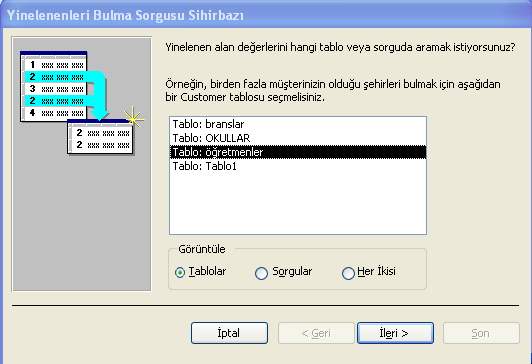 Yinelenenleri Bulma Sorgusu Sihirbazı
Yinelenen alan değerlerini hangi tablo veya sorguda aramak istiyorsunuz?
Örneğin, birden fazla müşterinizin olduğu şehirleri bulmak için aşağıdan
bir Customer tablosu seçmelisiniz.
1 xxx xxx xxx
2 xxx xxx xxx
3 xxx xxx xxx
2 xxx xxx xxx
4 xxx xxx xxx
2 xxx xxx xxx
2 xxx xxx xxx
Tablo: branslar
Tablo: OKULLAR
Tablo: öğretmenler
Tablo: Tablo1
Görüntüle
Tablolar
Sorgular
Her İkisi
İptal
< Geri
İleri >
Son